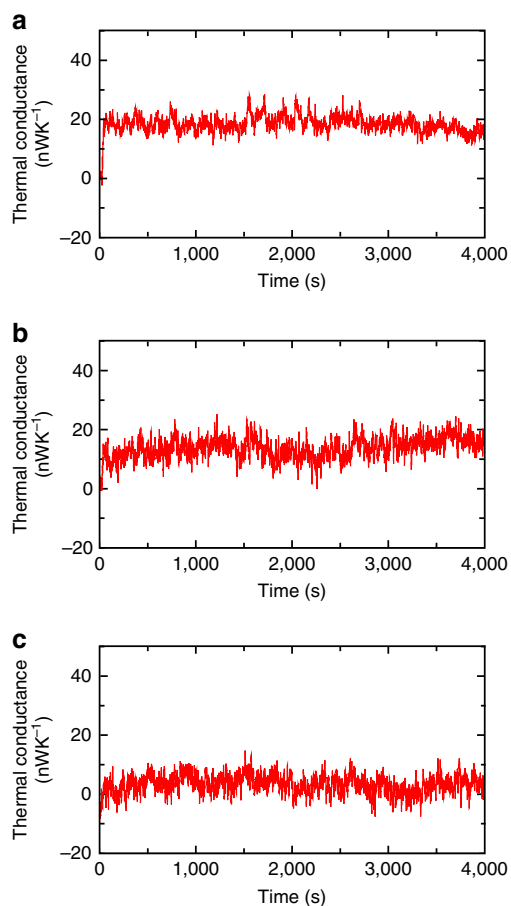 a
Thermal conductance
(nWK⁻¹)
40
20
0
−20
0 1,000 2,000 3,000 4,000
Time (s)
b
Thermal conductance
(nWK⁻¹)
40
20
0
−20
0 1,000 2,000 3,000 4,000
Time (s)
c
Thermal conductance
(nWK⁻¹)
40
20
0
−20
0 1,000 2,000 3,000 4,000
Time (s)